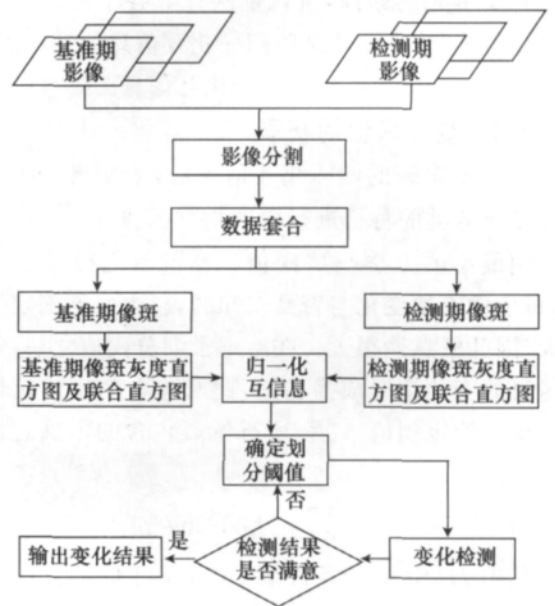 基准期
影像
检测期
影像
影像分割
数据套合
基准期像斑
检测期像斑
基准期像斑灰度直
方图及联合直方图
归一化
互信息
检测期像斑灰度直
方图及联合直方图
确定划
分阈值
否
输出变化结果
是
检测结果
是否满意
变化检测